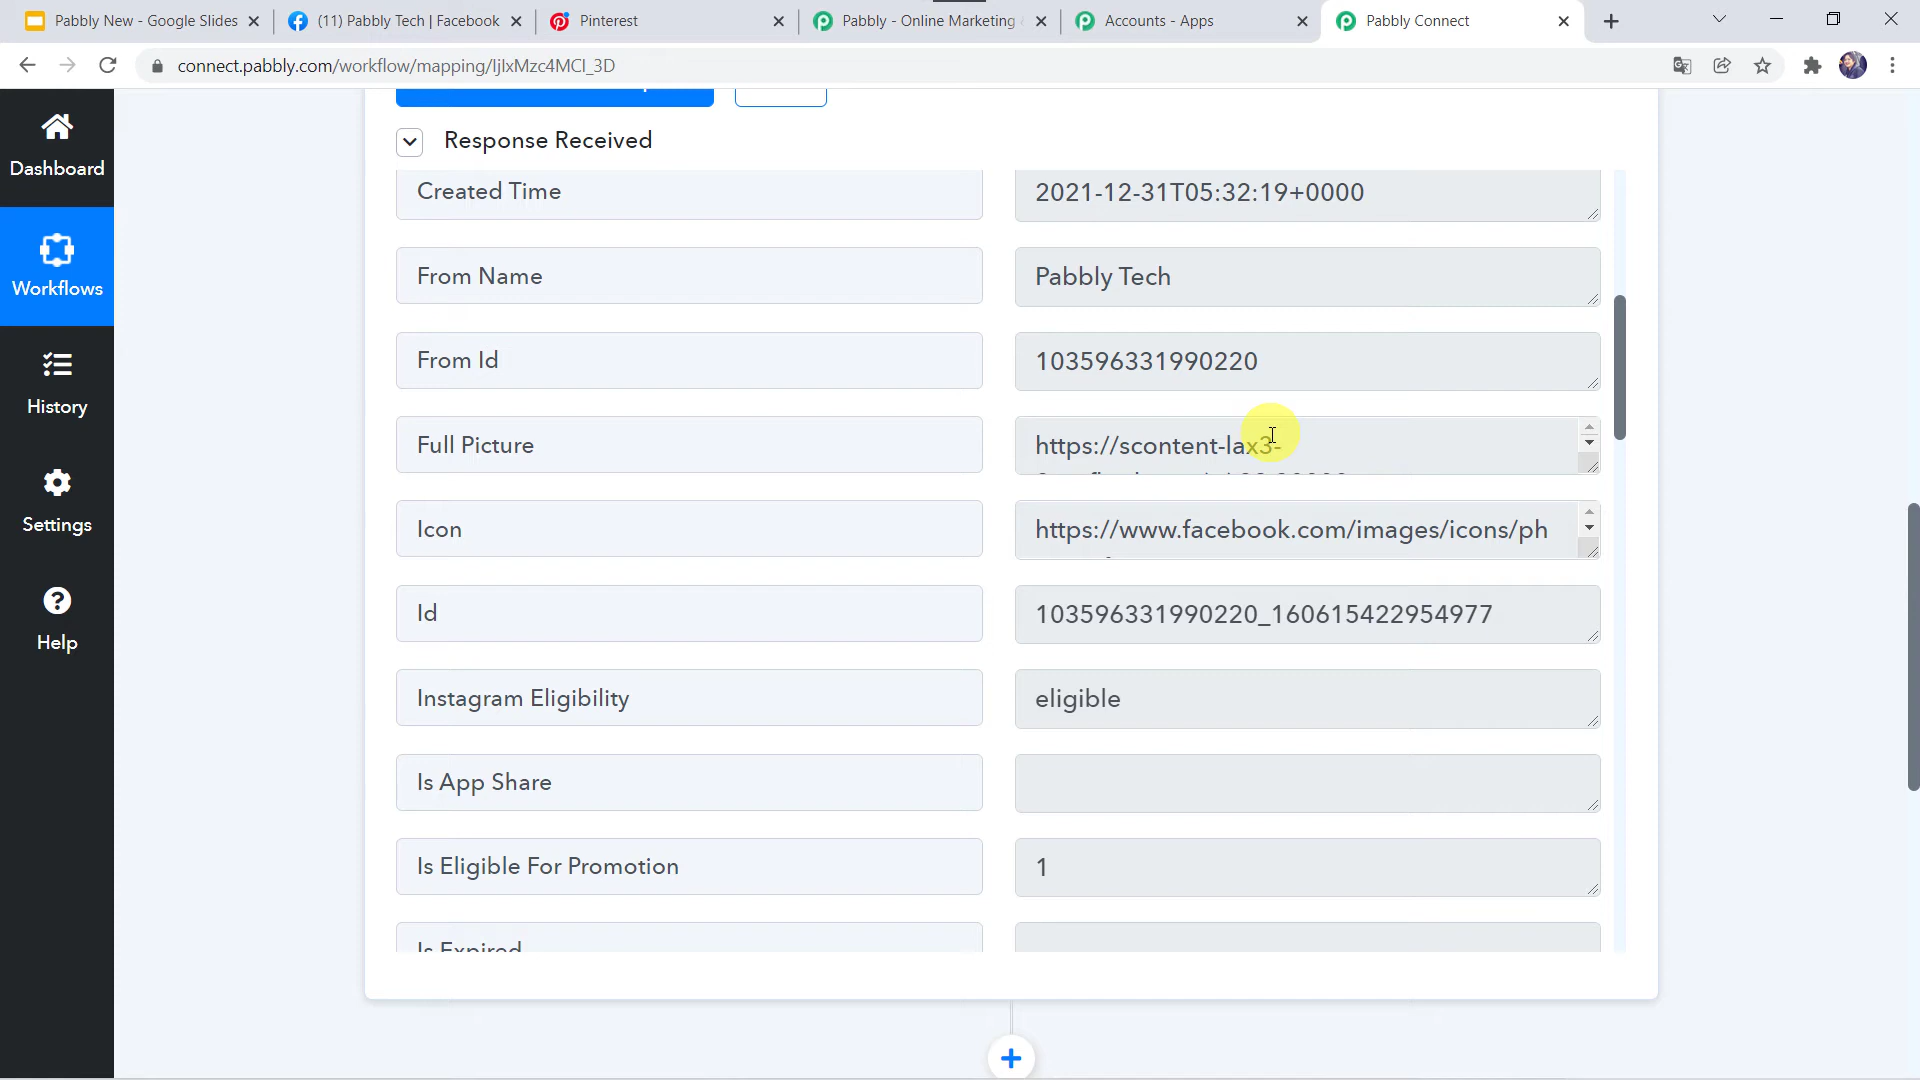 Pabbly New - Google Slides
(11) Pabbly Tech | Facebook
Pinterest
Pabbly - Online Marketing
Accounts - Apps
Pabbly Connect
connect.pabbly.com/workflow/mapping/IjIxMzc4MCI_3D
Dashboard
Workflows
History
Settings
Help
Response Received
Created Time
2021-12-31T05:32:19+0000
From Name
Pabbly Tech
From Id
103596331990220
Full Picture
https://scontent-lax3-
Icon
https://www.facebook.com/images/icons/ph
Id
103596331990220_160615422954977
Instagram Eligibility
eligible
Is App Share
Is Eligible For Promotion
1
Is Expired